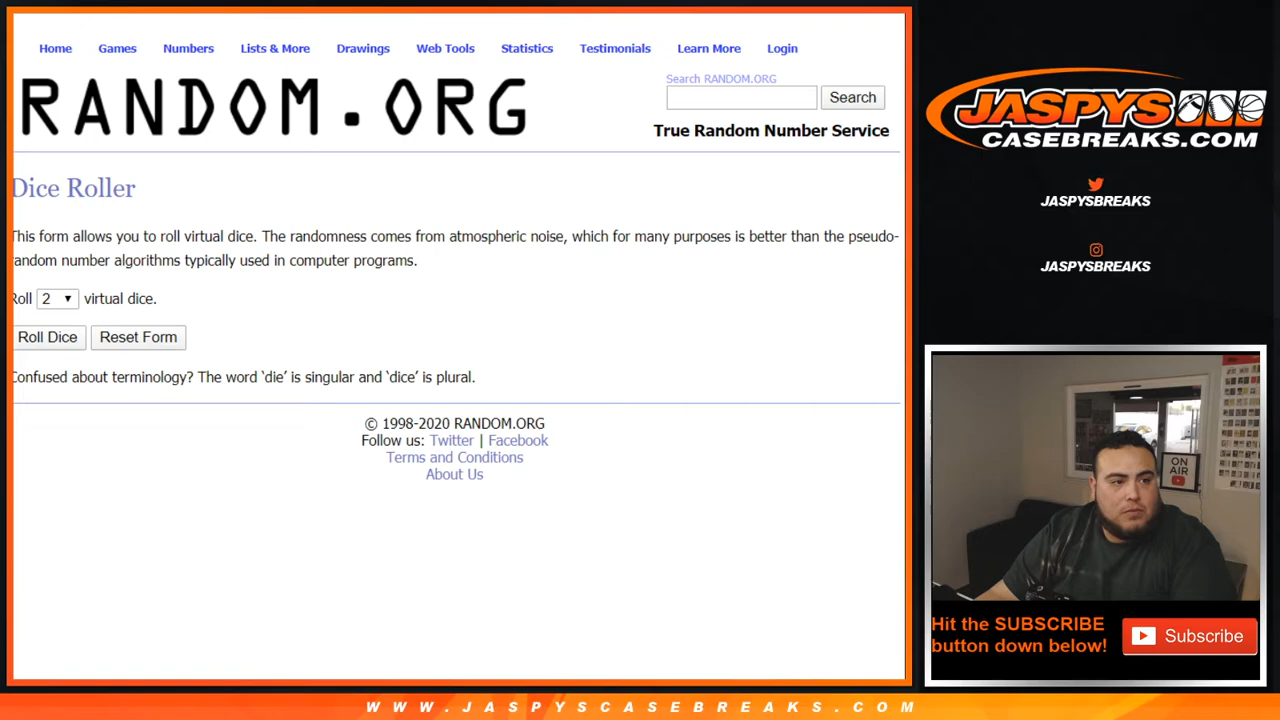 Home Games Numbers Lists & More Drawings Web Tools Statistics Testimonials Learn More Login
RANDOM.ORG
Search RANDOM.ORG
Search
True Random Number Service
Dice Roller
This form allows you to roll virtual dice. The randomness comes from atmospheric noise, which for many purposes is better than the pseudo-
random number algorithms typically used in computer programs.
Roll 2 virtual dice.
Roll Dice Reset Form
Confused about terminology? The word ‘die’ is singular and ‘dice’ is plural.
© 1998-2020 RANDOM.ORG
Follow us: Twitter | Facebook
Terms and Conditions
About Us
JASPYS
CASEBREAKS.COM
JASPYSBREAKS
JASPYSBREAKS
ON
AIR
Hit the SUBSCRIBE
button down below!
Subscribe
WWW.JASPYSCASEBREAKS.COM